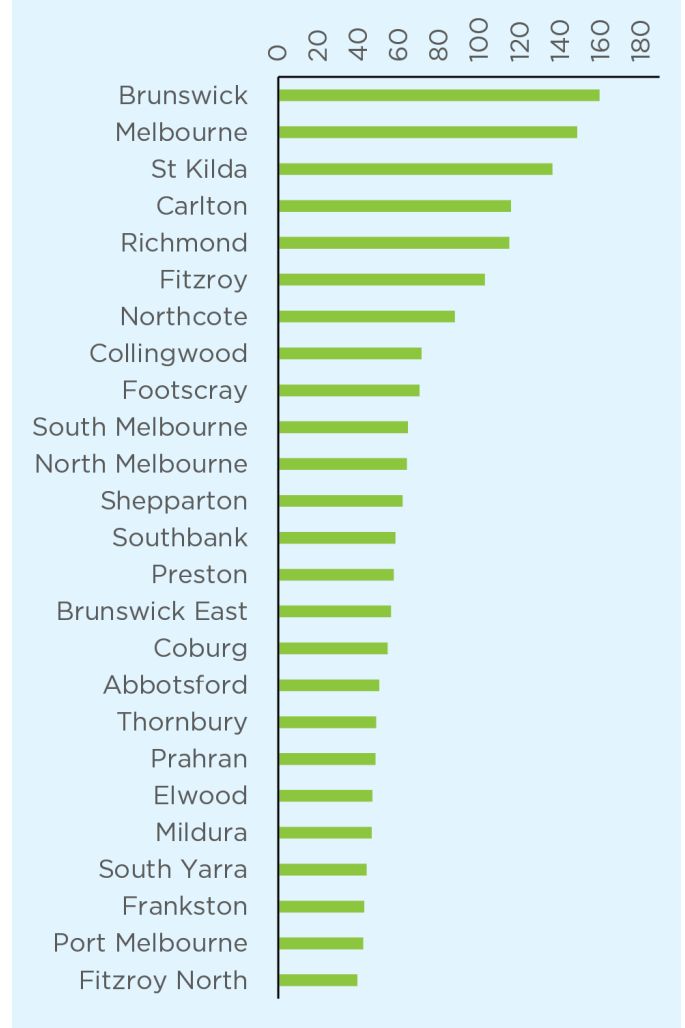 0 20 40 60 80 100 120 140 160 180
Brunswick
Melbourne
St Kilda
Carlton
Richmond
Fitzroy
Northcote
Collingwood
Footscray
South Melbourne
North Melbourne
Shepparton
Southbank
Preston
Brunswick East
Coburg
Abbotsford
Thornbury
Prahran
Elwood
Mildura
South Yarra
Frankston
Port Melbourne
Fitzroy North